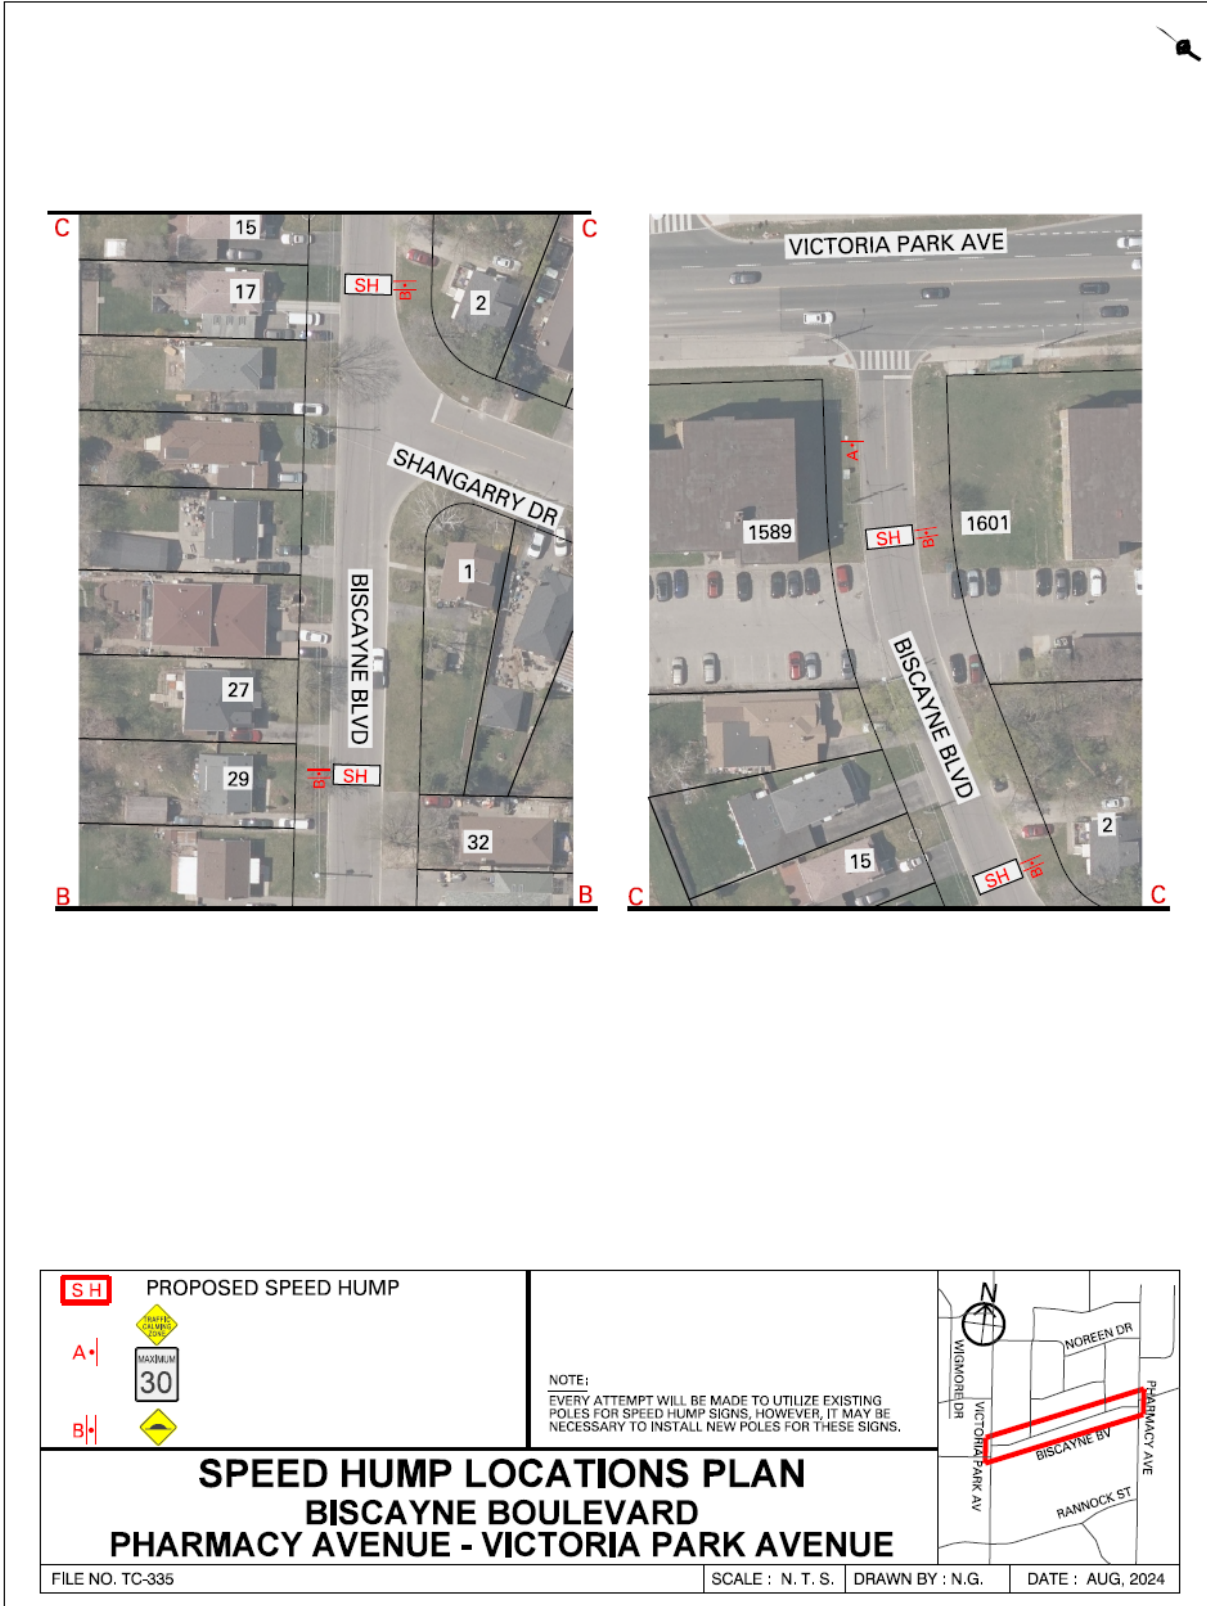 C
C
15
17
SH
B
2
SHANGARRY DR
1
BISCAYNE BLVD
27
29
B
SH
32
B
B
VICTORIA PARK AVE
A
1589
SH
B
1601
BISCAYNE BLVD
2
15
SH
B
C
C
SH
PROPOSED SPEED HUMP
TRAFFIC
CALMING
ZONE
A
MAXIMUM
30
B
NOTE:
EVERY ATTEMPT WILL BE MADE TO UTILIZE EXISTING
POLES FOR SPEED HUMP SIGNS, HOWEVER, IT MAY BE
NECESSARY TO INSTALL NEW POLES FOR THESE SIGNS.
N
NOREEN DR
WIGMORE DR
VICTORIA PARK AV
PHARMACY AVE
BISCAYNE BV
RANNOCK ST
SPEED HUMP LOCATIONS PLAN
BISCAYNE BOULEVARD
PHARMACY AVENUE - VICTORIA PARK AVENUE
FILE NO. TC-335
SCALE : N. T. S.
DRAWN BY : N.G.
DATE : AUG, 2024